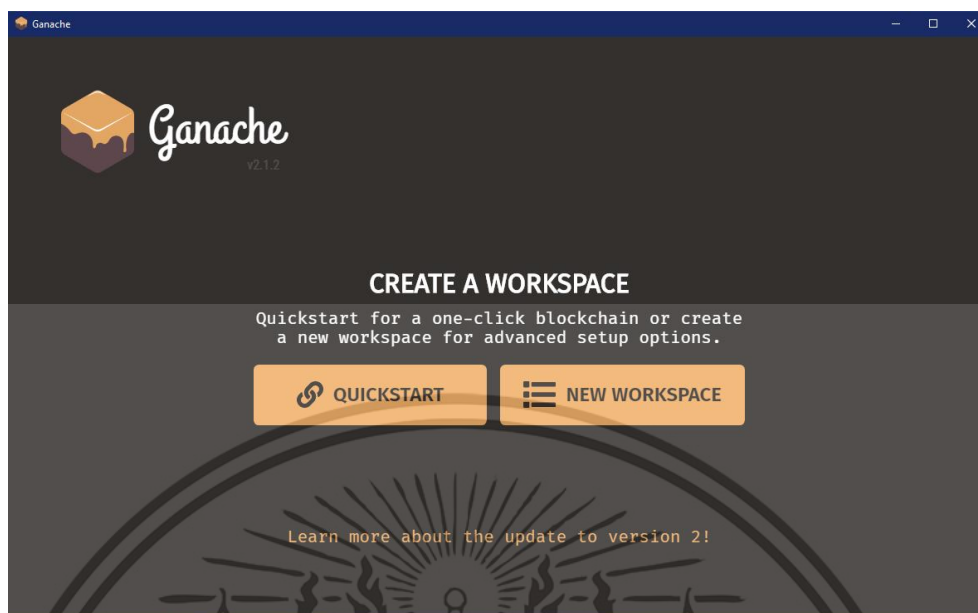 Ganache
Ganache
v2.1.2
CREATE A WORKSPACE
Quickstart for a one-click blockchain or create
a new workspace for advanced setup options.
QUICKSTART
NEW WORKSPACE
Learn more about the update to version 2!